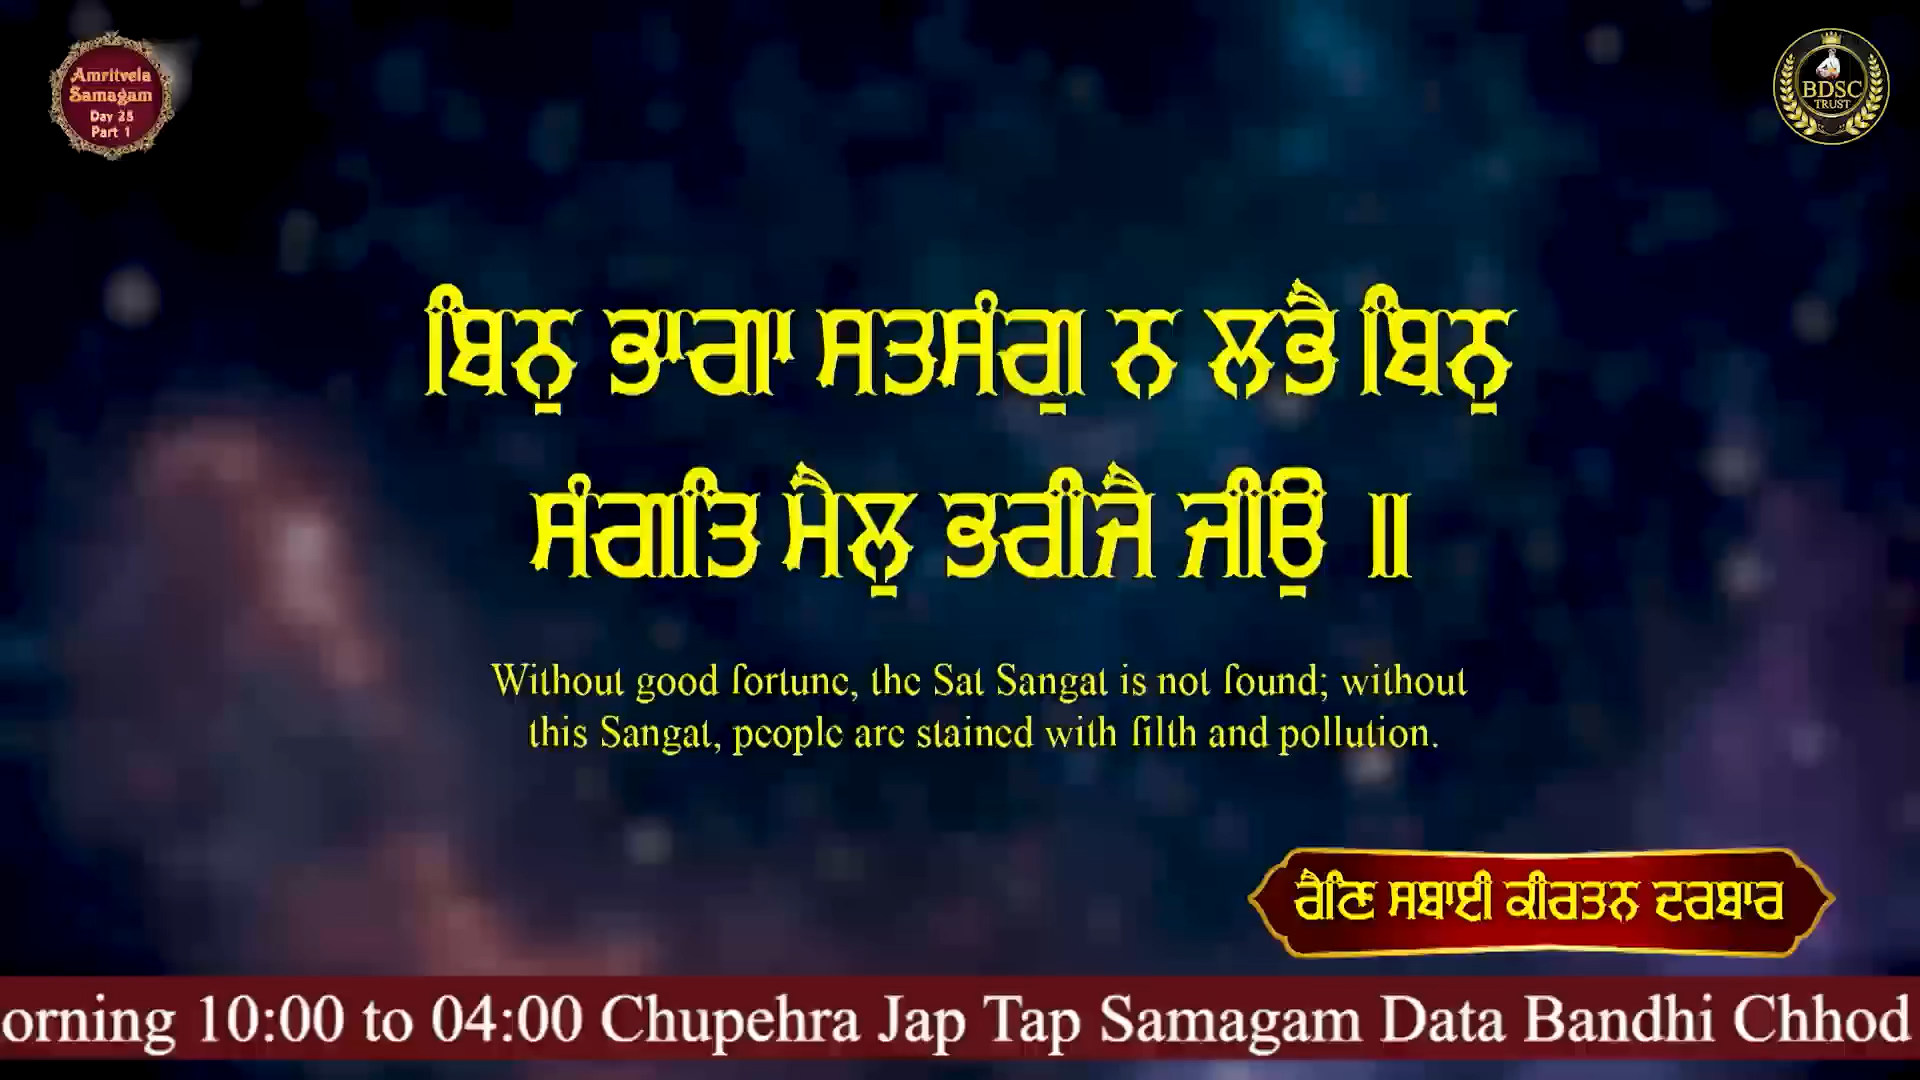 Amritvela
Samagam
Day 25
Part 1
BDSC
TRUST
ਬਿਨੁ ਭਾਗਾ ਸਤਸੰਗੁ ਨ ਲਭੈ ਬਿਨੁ
ਸੰਗਤਿ ਮੈਲੁ ਭਰੀਜੈ ਜੀਉ ॥
Without good fortune, the Sat Sangat is not found; without
this Sangat, people are stained with filth and pollution.
ਰੈਣਿ ਸਬਾਈ ਕੀਰਤਨ ਦਰਬਾਰ
orning 10:00 to 04:00 Chupehra Jap Tap Samagam Data Bandhi Chhod